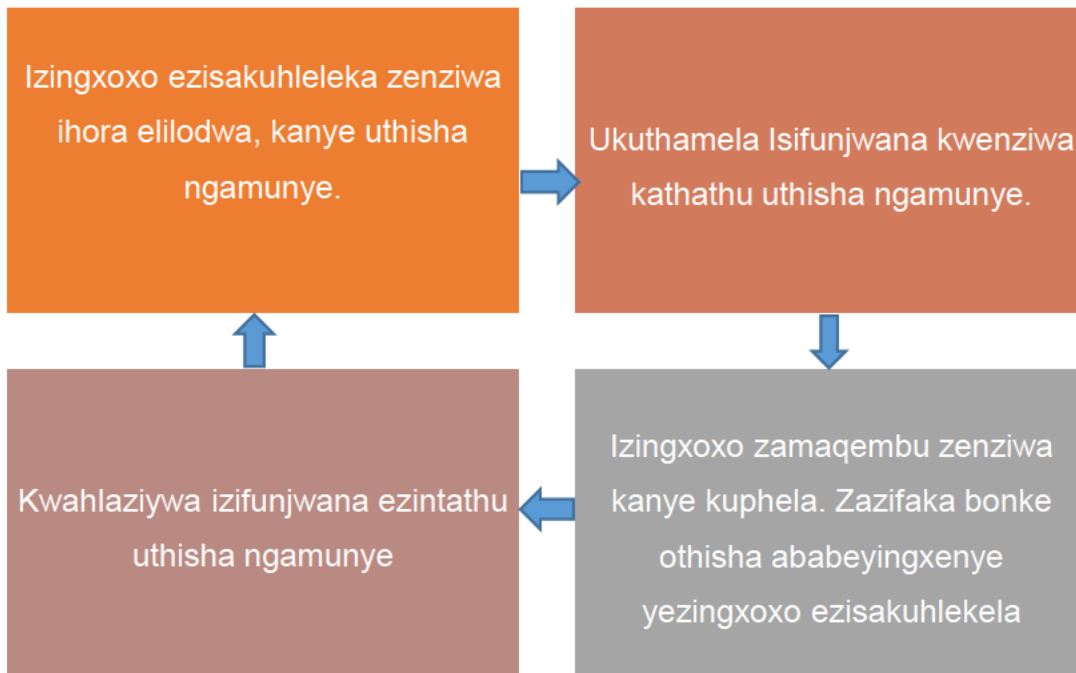 Izingxoxo ezisakuhleleka zenziwa
ihora elilodwa, kanye uthisha
ngamunye.
Ukuthamela Isifunjwana kwenziwa
kathathu uthisha ngamunye.
Izingxoxo zamaqembu zenziwa
kanye kuphela. Zazifaka bonke
othisha ababeyingxenye
yezingxoxo ezisakuhlekela
Kwahlaziywa izifunjwana ezintathu
uthisha ngamunye